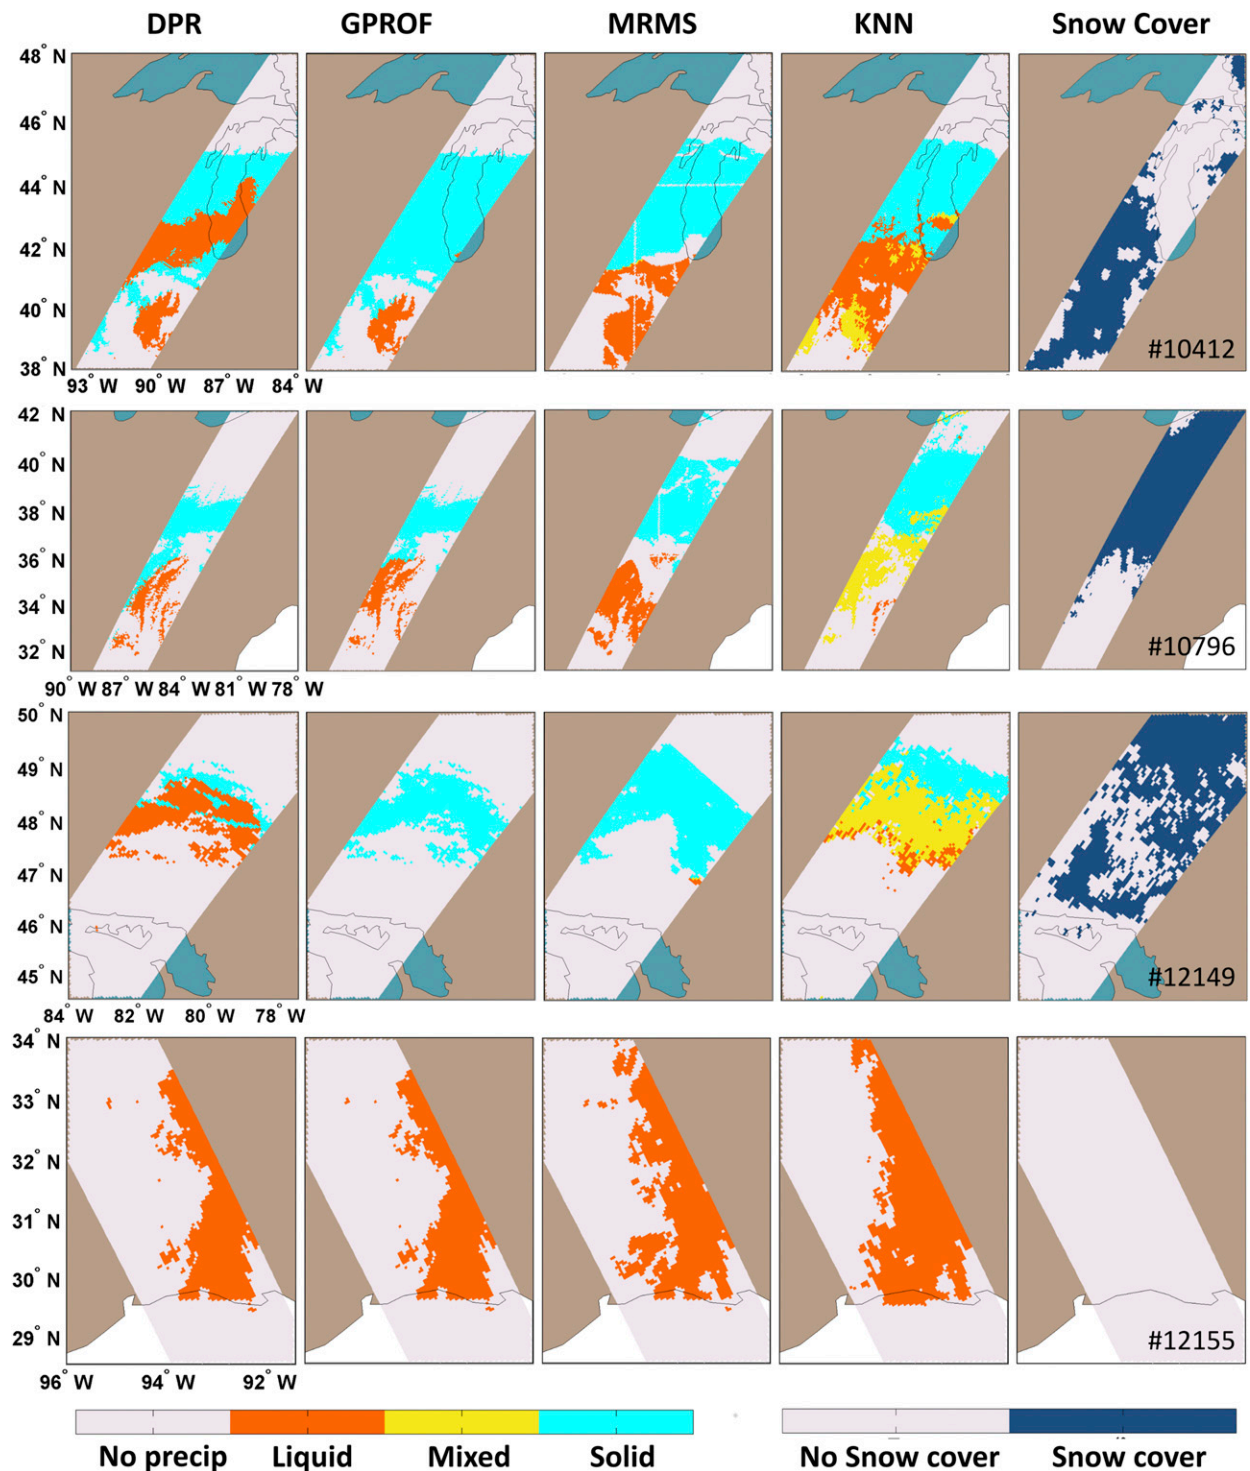 DPR GPROF MRMS KNN Snow Cover
48° N
46° N
44° N
42° N
40° N
38° N
#10412
93° W 90° W 87° W 84° W
42 N
40° N
38° N
36° N
34° N
32° N
#10796
90° W 87° W 84° W 81° W 78° W
50° N
49° N
48° N
47° N
46° N
45° N
#12149
84° W 82° W 80° W 78° W
34° N
33° N
32° N
31° N
30° N
29° N
#12155
96° W 94° W 92° W
No precip Liquid Mixed Solid No Snow cover Snow cover